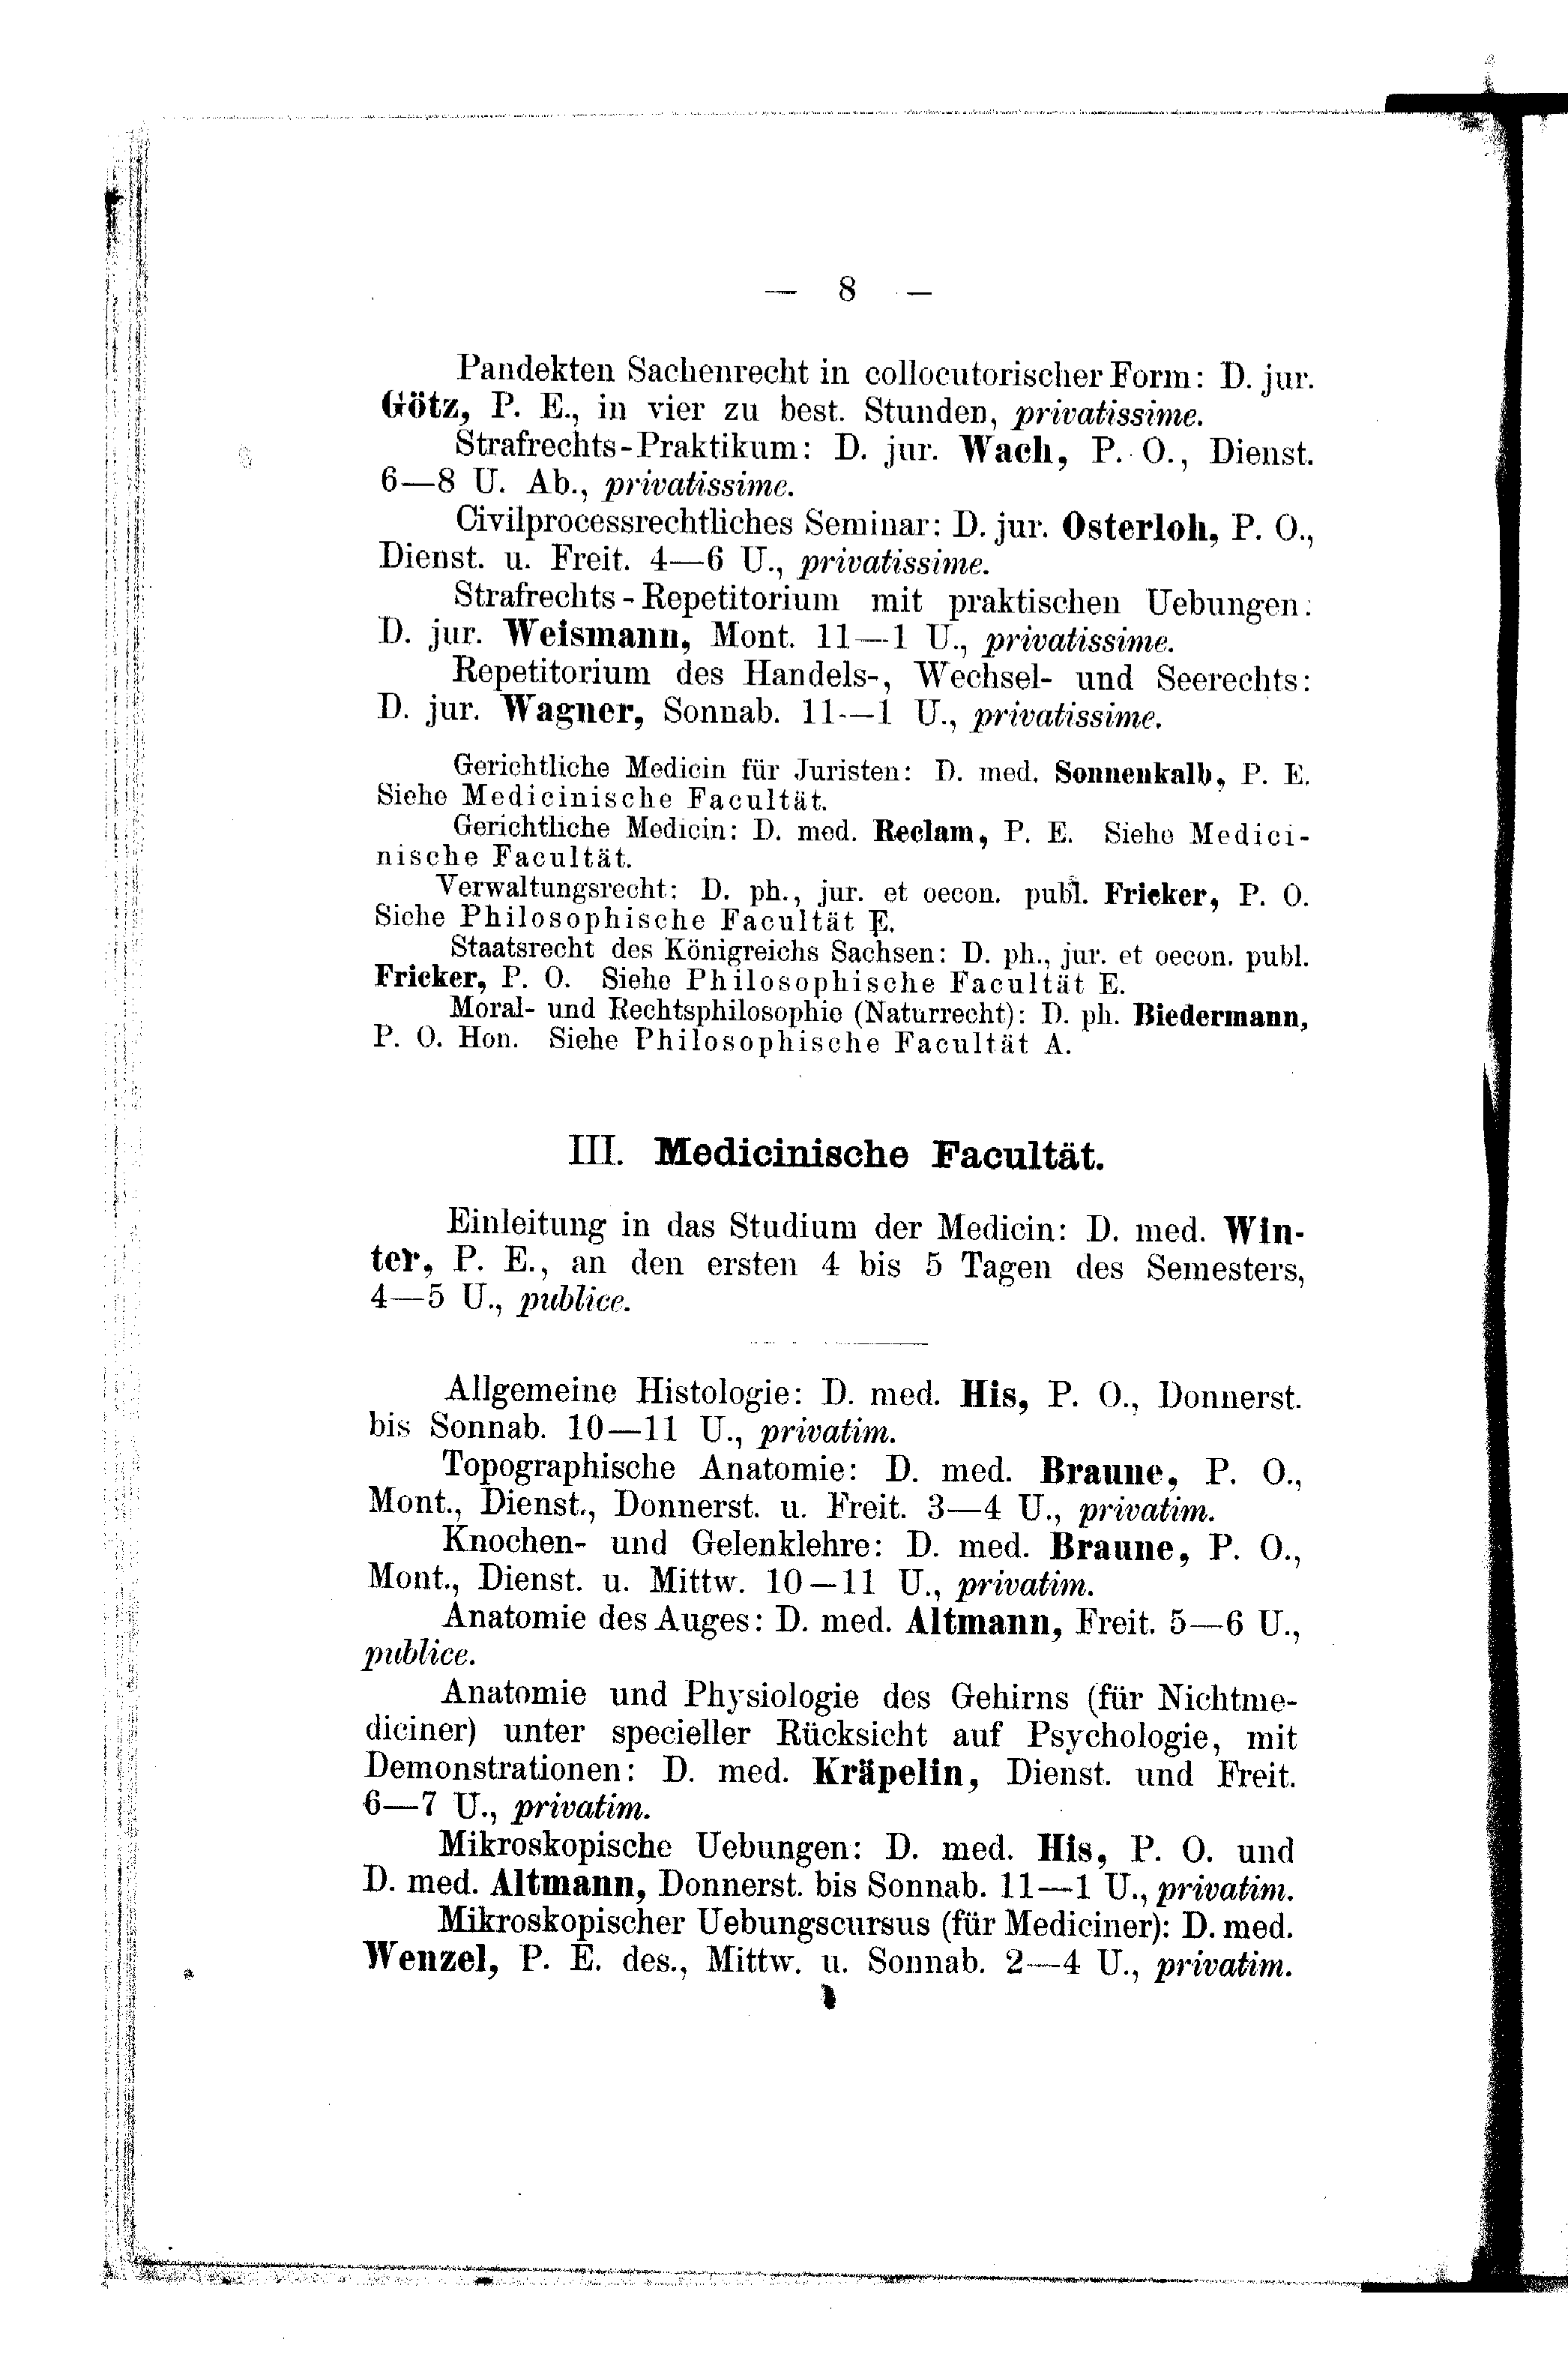 — 8 —
Pandekten Sachenrecht in collocutorischer Form: D. jur.
Götz, P. E., in vier zu best. Stunden, privatissime.
Strafrechts-Praktikum: D. jur. Wach, P. O., Dienst.
6—8 U. Ab., privatissime.
Civilprocessrechtliches Seminar: D. jur. Osterloh, P. O.,
Dienst. u. Freit. 4—6 U., privatissime.
Strafrechts-Repetitorium mit praktischen Uebungen:
D. jur. Weismann, Mont. 11—1 U., privatissime.
Repetitorium des Handels-, Wechsel- und Seerechts:
D. jur. Wagner, Sonnab. 11—1 U., privatissime.
Gerichtliche Medicin für Juristen: D. med. Sonnenkalb, P. E.
Siehe Medicinische Facultät.
Gerichtliche Medicin: D. med. Reclam, P. E. Siehe Medici-
nische Facultät.
Verwaltungsrecht: D. ph., jur. et oecon. publ. Fricker, P. O.
Siehe Philosophische Facultät E.
Staatsrecht des Königreichs Sachsen: D. ph., jur. et oecon. publ.
Fricker, P. O. Siehe Philosophische Facultät E.
Moral- und Rechtsphilosophie (Naturrecht): D. ph. Biedermann,
P. O. Hon. Siehe Philosophische Facultät A.
III. Medicinische Facultät.
Einleitung in das Studium der Medicin: D. med. Win-
ter, P. E., an den ersten 4 bis 5 Tagen des Semesters,
4—5 U., publice.
Allgemeine Histologie: D. med. His, P. O., Donnerst.
bis Sonnab. 10—11 U., privatim.
Topographische Anatomie: D. med. Braune, P. O.,
Mont., Dienst., Donnerst. u. Freit. 3—4 U., privatim.
Knochen- und Gelenklehre: D. med. Braune, P. O.,
Mont., Dienst. u. Mittw. 10—11 U., privatim.
Anatomie des Auges: D. med. Altmann, Freit. 5—6 U.,
publice.
Anatomie und Physiologie des Gehirns (für Nichtme-
diciner) unter specieller Rücksicht auf Psychologie, mit
Demonstrationen: D. med. Kräpelin, Dienst. und Freit.
6—7 U., privatim.
Mikroskopische Uebungen: D. med. His, P. O. und
D. med. Altmann, Donnerst. bis Sonnab. 11—1 U., privatim.
Mikroskopischer Uebungscursus (für Mediciner): D. med.
Wenzel, P. E. des., Mittw. u. Sonnab. 2—4 U., privatim.